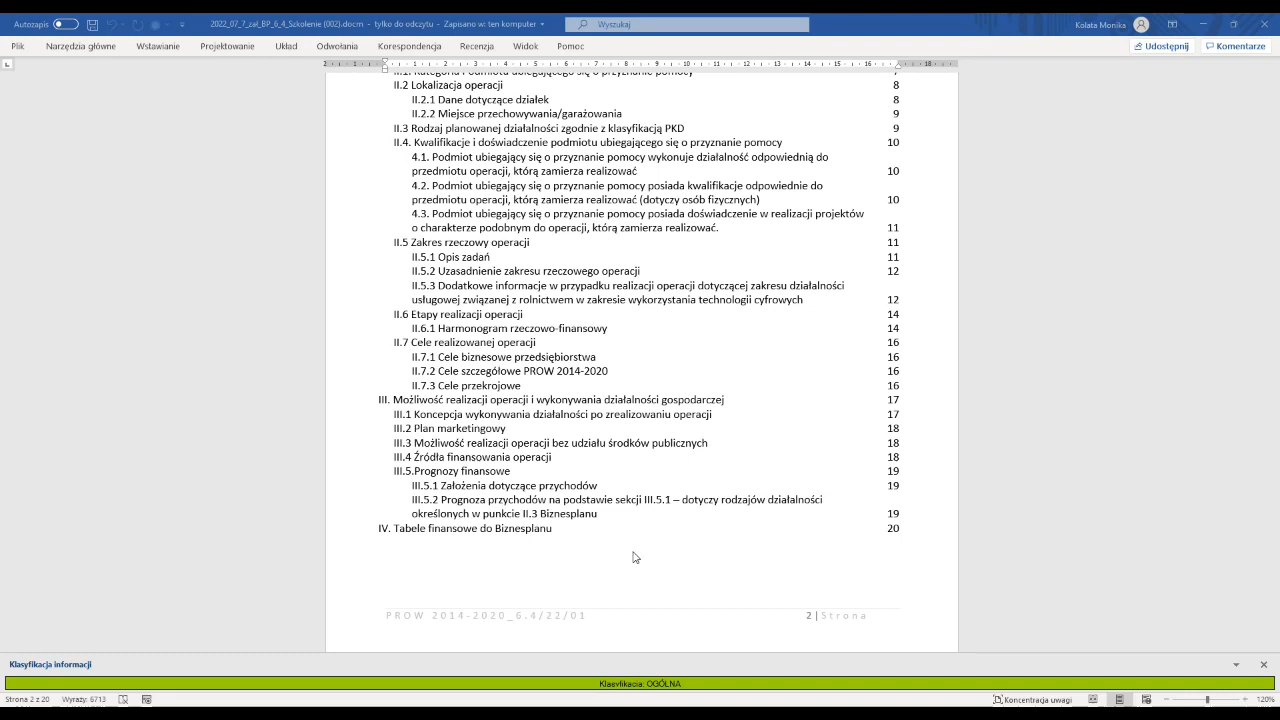 Autozapis
2022_07_7_zał_BP_6_4_Szkolenie (002).docm - tylko do odczytu - Zapisano w: ten komputer
Wyszukaj
Kolata Monika
Plik Narzędzia główne Wstawianie Projektowanie Układ Odwołania Korespondencja Recenzja Widok Pomoc Udostępnij Komentarze
II.1. Kategoria Podmiotu ubiegającego się o przyznanie pomocy 7
II.2 Lokalizacja operacji 8
II.2.1 Dane dotyczące działek 8
II.2.2 Miejsce przechowywania/garażowania 9
II.3 Rodzaj planowanej działalności zgodnie z klasyfikacją PKD 9
II.4. Kwalifikacje i doświadczenie podmiotu ubiegającego się o przyznanie pomocy 10
4.1. Podmiot ubiegający się o przyznanie pomocy wykonuje działalność odpowiednią do
przedmiotu operacji, którą zamierza realizować 10
4.2. Podmiot ubiegający się o przyznanie pomocy posiada kwalifikacje odpowiednie do
przedmiotu operacji, którą zamierza realizować (dotyczy osób fizycznych) 10
4.3. Podmiot ubiegający się o przyznanie pomocy posiada doświadczenie w realizacji projektów
o charakterze podobnym do operacji, którą zamierza realizować. 11
II.5 Zakres rzeczowy operacji 11
II.5.1 Opis zadań 11
II.5.2 Uzasadnienie zakresu rzeczowego operacji 12
II.5.3 Dodatkowe informacje w przypadku realizacji operacji dotyczącej zakresu działalności
usługowej związanej z rolnictwem w zakresie wykorzystania technologii cyfrowych 12
II.6 Etapy realizacji operacji 14
II.6.1 Harmonogram rzeczowo-finansowy 14
II.7 Cele realizowanej operacji 16
II.7.1 Cele biznesowe przedsiębiorstwa 16
II.7.2 Cele szczegółowe PROW 2014-2020 16
II.7.3 Cele przekrojowe 16
III. Możliwość realizacji operacji i wykonywania działalności gospodarczej 17
III.1 Koncepcja wykonywania działalności po zrealizowaniu operacji 17
III.2 Plan marketingowy 18
III.3 Możliwość realizacji operacji bez udziału środków publicznych 18
III.4 Źródła finansowania operacji 18
III.5.Prognozy finansowe 19
III.5.1 Założenia dotyczące przychodów 19
III.5.2 Prognoza przychodów na podstawie sekcji III.5.1 – dotyczy rodzajów działalności
określonych w punkcie II.3 Biznesplanu 19
IV. Tabele finansowe do Biznesplanu 20
PROW 2014-2020_6.4/22/01 2 | Strona
Klasyfikacja informacji
Klasyfikacja: OGÓLNA
Strona 2 z 20 Wyrazy: 6713 Koncentracja uwagi 120%